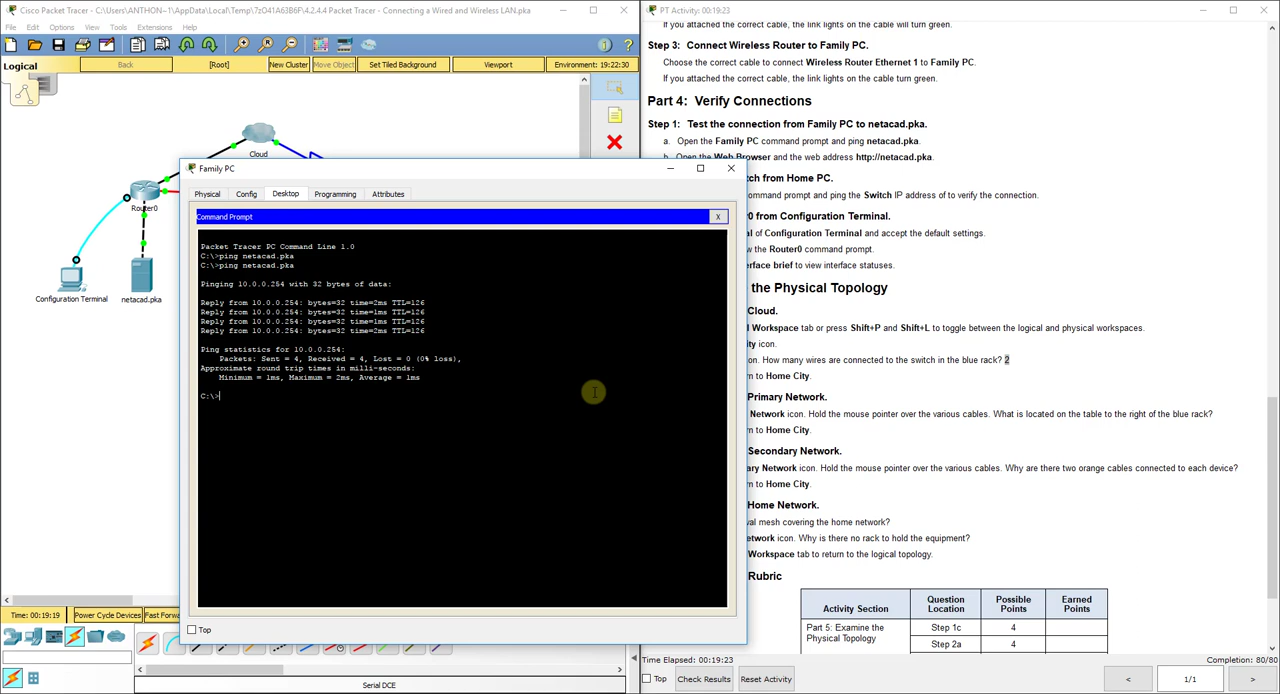 Cisco Packet Tracer - C:\Users\ANTHON~1\AppData\Local\Temp\7zO41A63B6F\4.2.4.4 Packet Tracer - Connecting a Wired and Wireless LAN.pka
File Edit Options View Tools Extensions Help
Logical
Back
[Root]
New Cluster
Move Object
Set Tiled Background
Viewport
Environment: 19:22:30
Cloud
Router0
Configuration Terminal
netacad.pka
Family PC
Physical Config Desktop Programming Attributes
Command Prompt
X
Packet Tracer PC Command Line 1.0
C:\>ping netacad.pka
C:\>ping netacad.pka
Pinging 10.0.0.254 with 32 bytes of data:
Reply from 10.0.0.254: bytes=32 time=2ms TTL=126
Reply from 10.0.0.254: bytes=32 time=1ms TTL=126
Reply from 10.0.0.254: bytes=32 time=1ms TTL=126
Reply from 10.0.0.254: bytes=32 time=2ms TTL=126
Ping statistics for 10.0.0.254:
Packets: Sent = 4, Received = 4, Lost = 0 (0% loss),
Approximate round trip times in milli-seconds:
Minimum = 1ms, Maximum = 2ms, Average = 1ms
C:\>
Top
Time: 00:19:19
Power Cycle Devices
Fast Forw
Serial DCE
PT Activity: 00:19:23
If you attached the correct cable, the link lights on the cable will turn green.
Step 3: Connect Wireless Router to Family PC.
Choose the correct cable to connect Wireless Router Ethernet 1 to Family PC.
If you attached the correct cable, the link lights on the cable turn green.
Part 4: Verify Connections
Step 1: Test the connection from Family PC to netacad.pka.
a. Open the Family PC command prompt and ping netacad.pka.
b. Open the Web Browser and the web address http://netacad.pka.
tch from Home PC.
ommand prompt and ping the Switch IP address of to verify the connection.
r0 from Configuration Terminal.
al of Configuration Terminal and accept the default settings.
w the Router0 command prompt.
erface brief to view interface statuses.
the Physical Topology
Cloud.
l Workspace tab or press Shift+P and Shift+L to toggle between the logical and physical workspaces.
ity icon.
on. How many wires are connected to the switch in the blue rack? 2
rn to Home City.
Primary Network.
Network icon. Hold the mouse pointer over the various cables. What is located on the table to the right of the blue rack?
rn to Home City.
Secondary Network.
ary Network icon. Hold the mouse pointer over the various cables. Why are there two orange cables connected to each device?
rn to Home City.
Home Network.
val mesh covering the home network?
etwork icon. Why is there no rack to hold the equipment?
Workspace tab to return to the logical topology.
Rubric
Activity Section
Question Location
Possible Points
Earned Points
Part 5: Examine the Physical Topology
Step 1c
4
Step 2a
4
Time Elapsed: 00:19:23
Completion: 80/80
Top
Check Results
Reset Activity
<
1/1
>